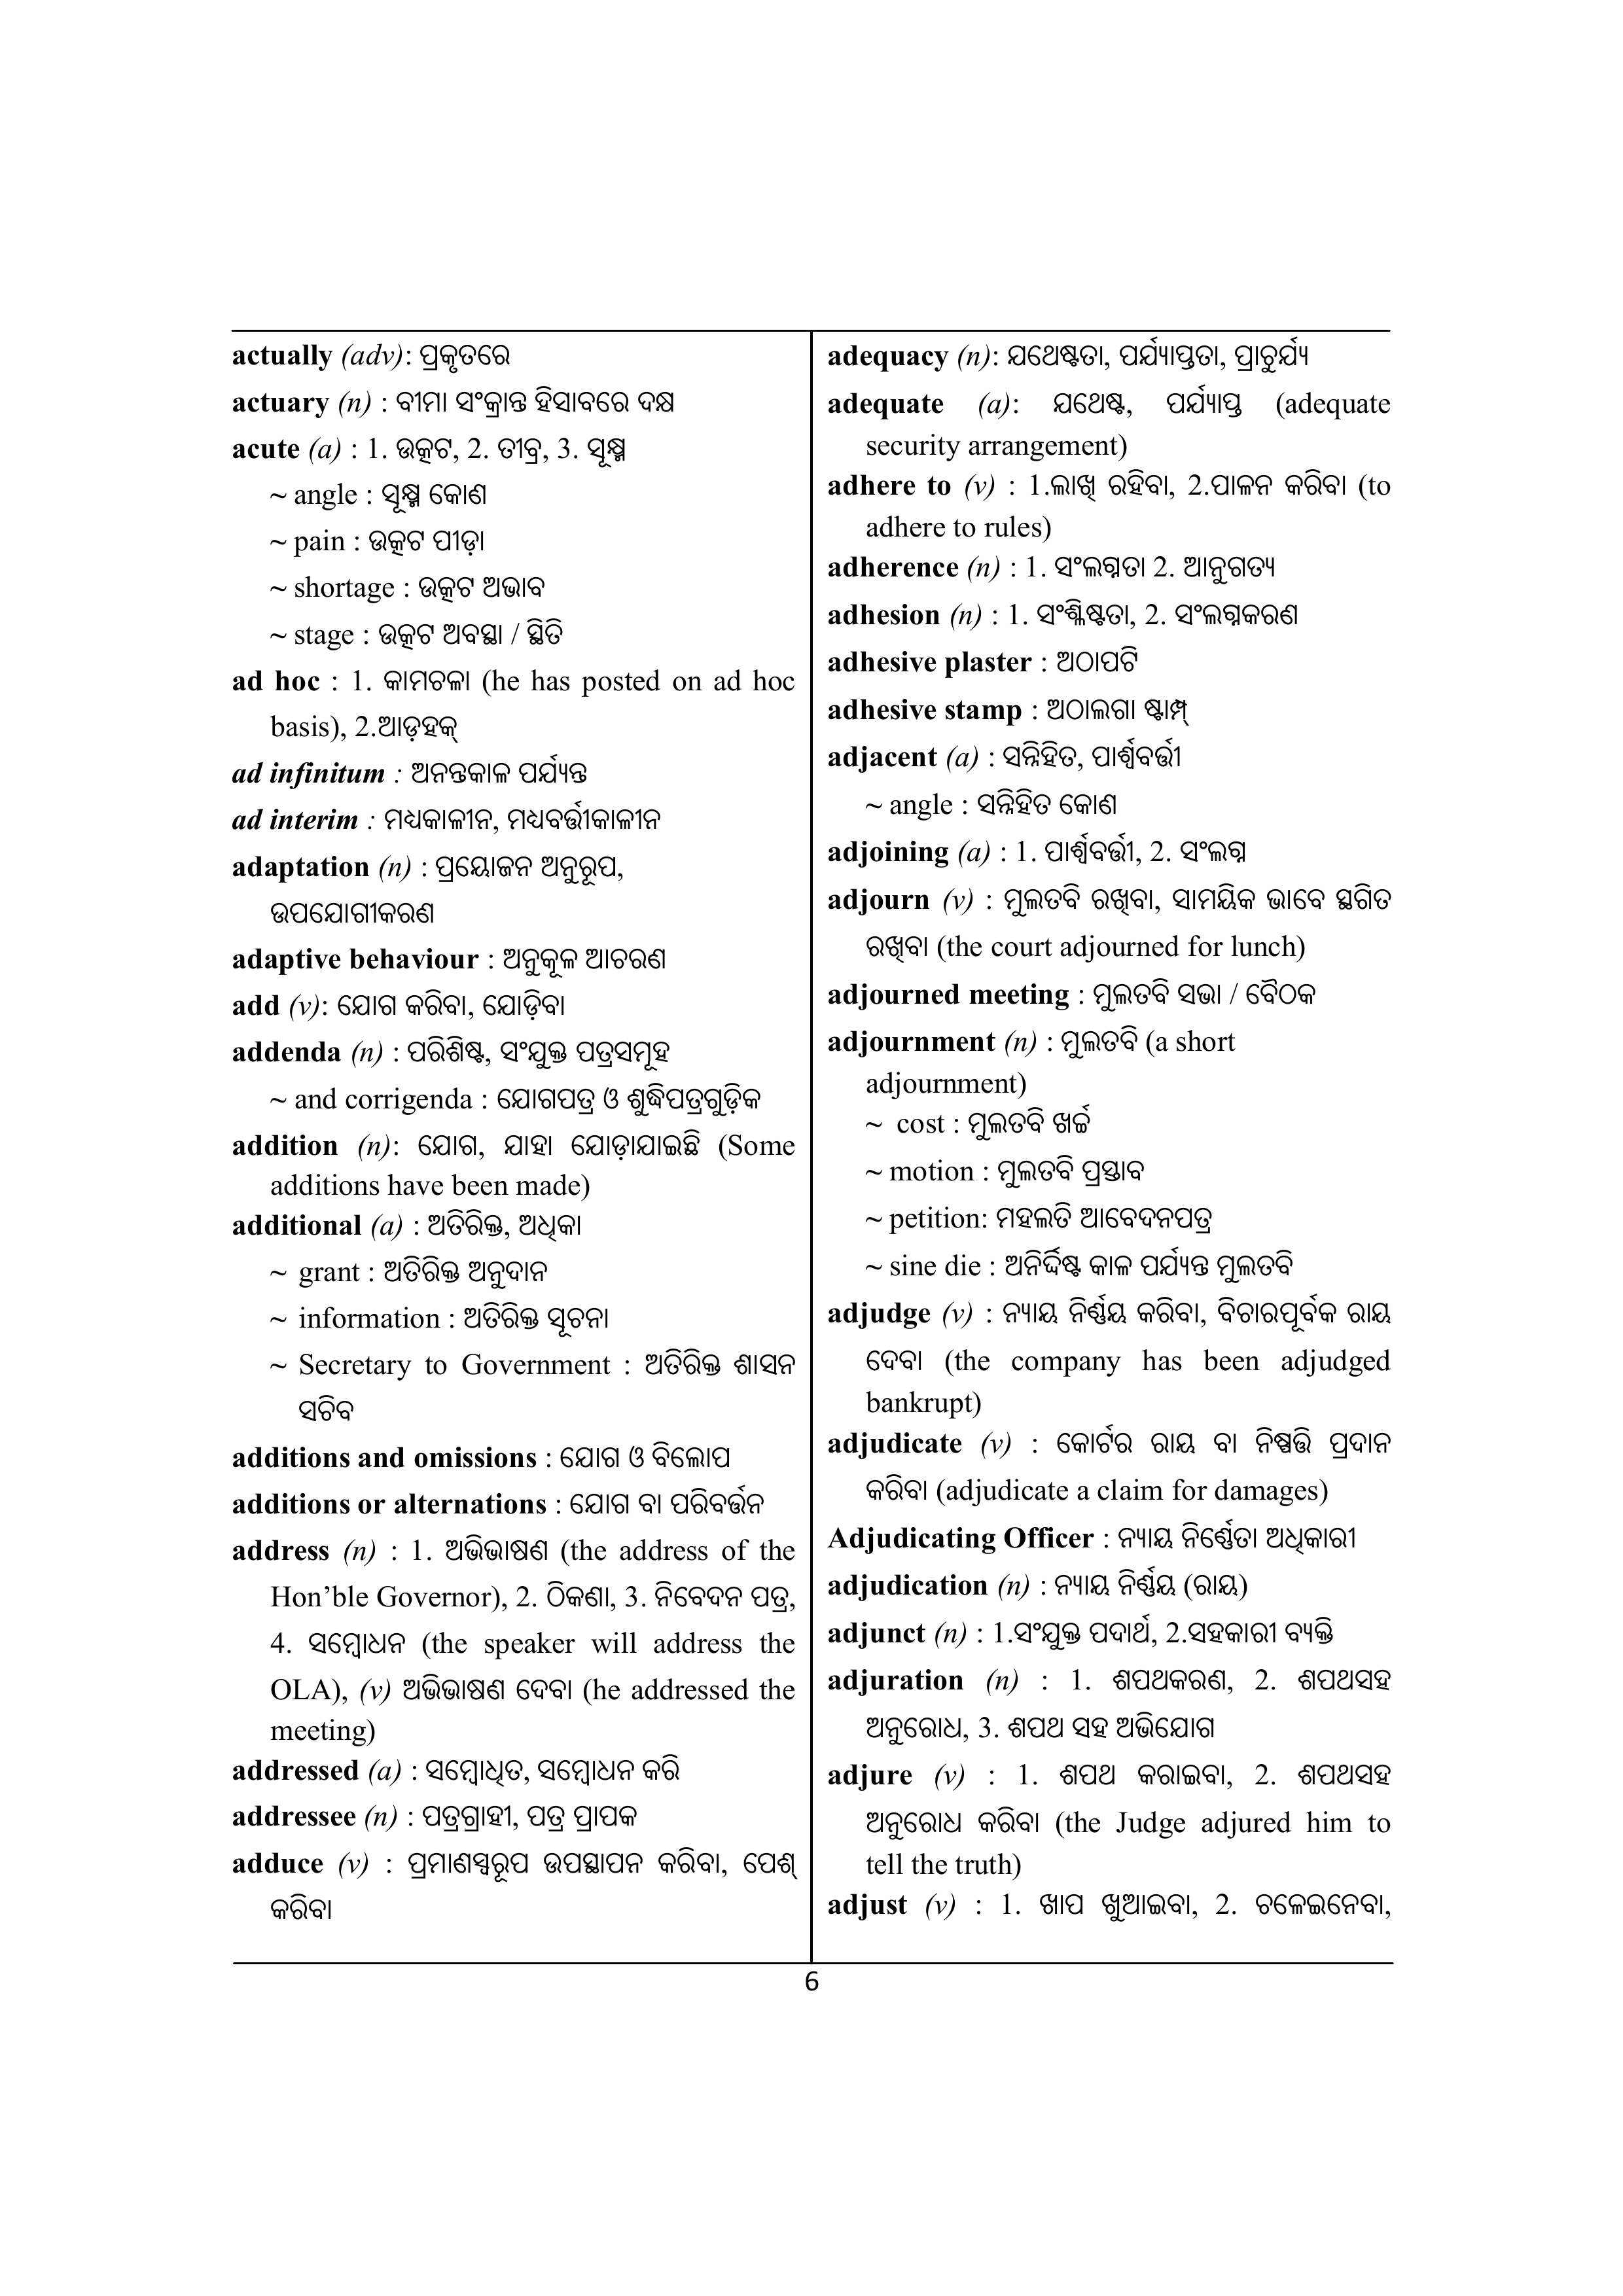 actually (adv): ପ୍ରକୃତରେ
actuary (n) : ବୀମା ସଂକ୍ରାନ୍ତ ହିସାବରେ ଦକ୍ଷ
acute (a) : 1. ଉତ୍କଟ, 2. ତୀବ୍ର, 3. ସୂକ୍ଷ୍ମ
~ angle : ସୂକ୍ଷ୍ମ କୋଣ
~ pain : ଉତ୍କଟ ପୀଡ଼ା
~ shortage : ଉତ୍କଟ ଅଭାବ
~ stage : ଉତ୍କଟ ଅବସ୍ଥା / ସ୍ଥିତି
ad hoc : 1. କାମଚଳା (he has posted on ad hoc
basis), 2.ଆଡ଼ହକ୍
ad infinitum : ଅନନ୍ତକାଳ ପର୍ଯ୍ୟନ୍ତ
ad interim : ମଧ୍ୟକାଳୀନ, ମଧ୍ୟବର୍ତ୍ତୀକାଳୀନ
adaptation (n) : ପ୍ରୟୋଜନ ଅନୁରୂପ,
ଉପଯୋଗୀକରଣ
adaptive behaviour : ଅନୁକୂଳ ଆଚରଣ
add (v): ଯୋଗ କରିବା, ଯୋଡ଼ିବା
addenda (n) : ପରିଶିଷ୍ଟ, ସଂଯୁକ୍ତ ପତ୍ରସମୂହ
~ and corrigenda : ଯୋଗପତ୍ର ଓ ଶୁଦ୍ଧିପତ୍ରଗୁଡ଼ିକ
addition (n): ଯୋଗ, ଯାହା ଯୋଡ଼ାଯାଇଛି (Some
additions have been made)
additional (a) : ଅତିରିକ୍ତ, ଅଧିକା
~ grant : ଅତିରିକ୍ତ ଅନୁଦାନ
~ information : ଅତିରିକ୍ତ ସୂଚନା
~ Secretary to Government : ଅତିରିକ୍ତ ଶାସନ
ସଚିବ
additions and omissions : ଯୋଗ ଓ ବିଲୋପ
additions or alternations : ଯୋଗ ବା ପରିବର୍ତ୍ତନ
address (n) : 1. ଅଭିଭାଷଣ (the address of the
Hon’ble Governor), 2. ଠିକଣା, 3. ନିବେଦନ ପତ୍ର,
4. ସମ୍ବୋଧନ (the speaker will address the
OLA), (v) ଅଭିଭାଷଣ ଦେବା (he addressed the
meeting)
addressed (a) : ସମ୍ବୋଧିତ, ସମ୍ବୋଧନ କରି
addressee (n) : ପତ୍ରଗ୍ରାହୀ, ପତ୍ର ପ୍ରାପକ
adduce (v) : ପ୍ରମାଣସ୍ୱରୂପ ଉପସ୍ଥାପନ କରିବା, ପେଶ୍
କରିବା
adequacy (n): ଯଥେଷ୍ଟତା, ପର୍ଯ୍ୟାପ୍ତତା, ପ୍ରାଚୁର୍ଯ୍ୟ
adequate (a): ଯଥେଷ୍ଟ, ପର୍ଯ୍ୟାପ୍ତ (adequate
security arrangement)
adhere to (v) : 1.ଲାଖି ରହିବା, 2.ପାଳନ କରିବା (to
adhere to rules)
adherence (n) : 1. ସଂଲଗ୍ନତା 2. ଆନୁଗତ୍ୟ
adhesion (n) : 1. ସଂଶ୍ଳିଷ୍ଟତା, 2. ସଂଲଗ୍ନକରଣ
adhesive plaster : ଅଠାପଟି
adhesive stamp : ଅଠାଲଗା ଷ୍ଟାମ୍ପ୍
adjacent (a) : ସନ୍ନିହିତ, ପାର୍ଶ୍ୱବର୍ତ୍ତୀ
~ angle : ସନ୍ନିହିତ କୋଣ
adjoining (a) : 1. ପାର୍ଶ୍ୱବର୍ତ୍ତୀ, 2. ସଂଲଗ୍ନ
adjourn (v) : ମୁଲତବି ରଖିବା, ସାମୟିକ ଭାବେ ସ୍ଥଗିତ
ରଖିବା (the court adjourned for lunch)
adjourned meeting : ମୁଲତବି ସଭା / ବୈଠକ
adjournment (n) : ମୁଲତବି (a short
adjournment)
~ cost : ମୁଲତବି ଖର୍ଚ୍ଚ
~ motion : ମୁଲତବି ପ୍ରସ୍ତାବ
~ petition: ମହଲତି ଆବେଦନପତ୍ର
~ sine die : ଅନିର୍ଦ୍ଦିଷ୍ଟ କାଳ ପର୍ଯ୍ୟନ୍ତ ମୁଲତବି
adjudge (v) : ନ୍ୟାୟ ନିର୍ଣ୍ଣୟ କରିବା, ବିଚାରପୂର୍ବକ ରାୟ
ଦେବା (the company has been adjudged
bankrupt)
adjudicate (v) : କୋର୍ଟର ରାୟ ବା ନିଷ୍ପତ୍ତି ପ୍ରଦାନ
କରିବା (adjudicate a claim for damages)
Adjudicating Officer : ନ୍ୟାୟ ନିର୍ଣ୍ଣେତା ଅଧିକାରୀ
adjudication (n) : ନ୍ୟାୟ ନିର୍ଣ୍ଣୟ (ରାୟ)
adjunct (n) : 1.ସଂଯୁକ୍ତ ପଦାର୍ଥ, 2.ସହକାରୀ ବ୍ୟକ୍ତି
adjuration (n) : 1. ଶପଥକରଣ, 2. ଶପଥସହ
ଅନୁରୋଧ, 3. ଶପଥ ସହ ଅଭିଯୋଗ
adjure (v) : 1. ଶପଥ କରାଇବା, 2. ଶପଥସହ
ଅନୁରୋଧ କରିବା (the Judge adjured him to
tell the truth)
adjust (v) : 1. ଖାପ ଖୁଆଇବା, 2. ଚଳେଇନେବା,
6